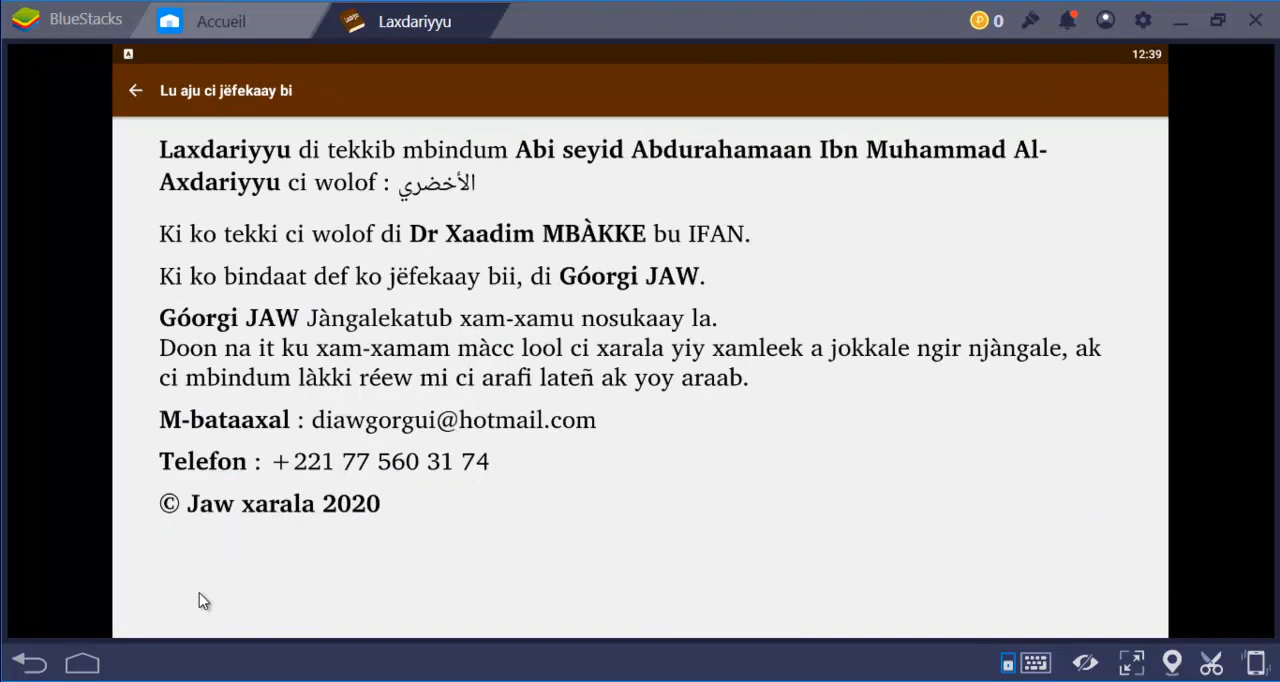 BlueStacks
Accueil
Laxdariyyu
0
A
12:39
Lu aju ci jëfekaay bi
Laxdariyyu di tekkib mbindum Abi seyid Abdurahamaan Ibn Muhammad Al-
Axdariyyu ci wolof : الأخضري
Ki ko tekki ci wolof di Dr Xaadim MBÀKKE bu IFAN.
Ki ko bindaat def ko jëfekaay bii, di Góorgi JAW.
Góorgi JAW Jàngalekatub xam-xamu nosukaay la.
Doon na it ku xam-xamam màcc lool ci xarala yiy xamleek a jokkale ngir njàngale, ak
ci mbindum làkki réew mi ci arafi lateñ ak yoy araab.
M-bataaxal : diawgorgui@hotmail.com
Telefon : +221 77 560 31 74
© Jaw xarala 2020